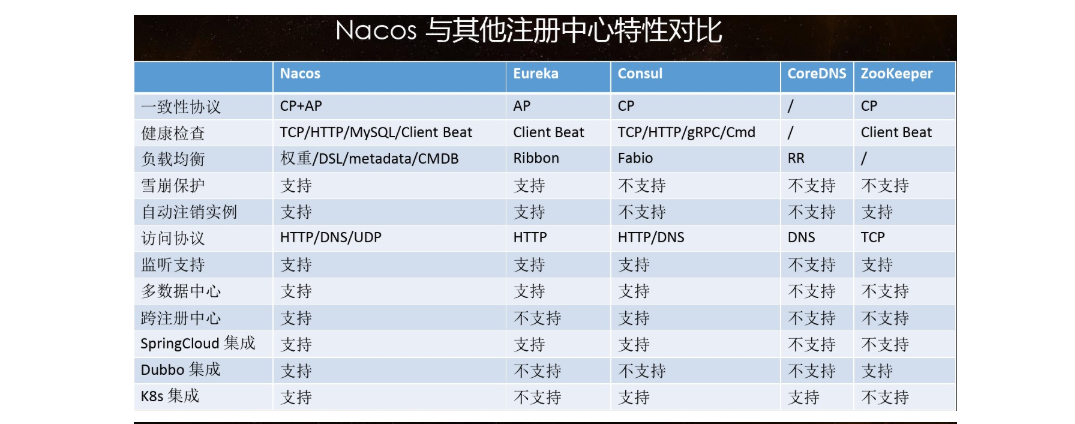 Nacos 与其他注册中心特性对比
Nacos Eureka Consul CoreDNS ZooKeeper
一致性协议 CP+AP AP CP / CP
健康检查 TCP/HTTP/MySQL/Client Beat Client Beat TCP/HTTP/gRPC/Cmd / Client Beat
负载均衡 权重/DSL/metadata/CMDB Ribbon Fabio RR /
雪崩保护 支持 支持 不支持 不支持 不支持
自动注销实例 支持 支持 不支持 不支持 支持
访问协议 HTTP/DNS/UDP HTTP HTTP/DNS DNS TCP
监听支持 支持 支持 支持 不支持 支持
多数据中心 支持 支持 支持 不支持 不支持
跨注册中心 支持 不支持 支持 不支持 不支持
SpringCloud 集成 支持 支持 支持 不支持 不支持
Dubbo 集成 支持 不支持 不支持 不支持 支持
K8s 集成 支持 不支持 支持 支持 不支持